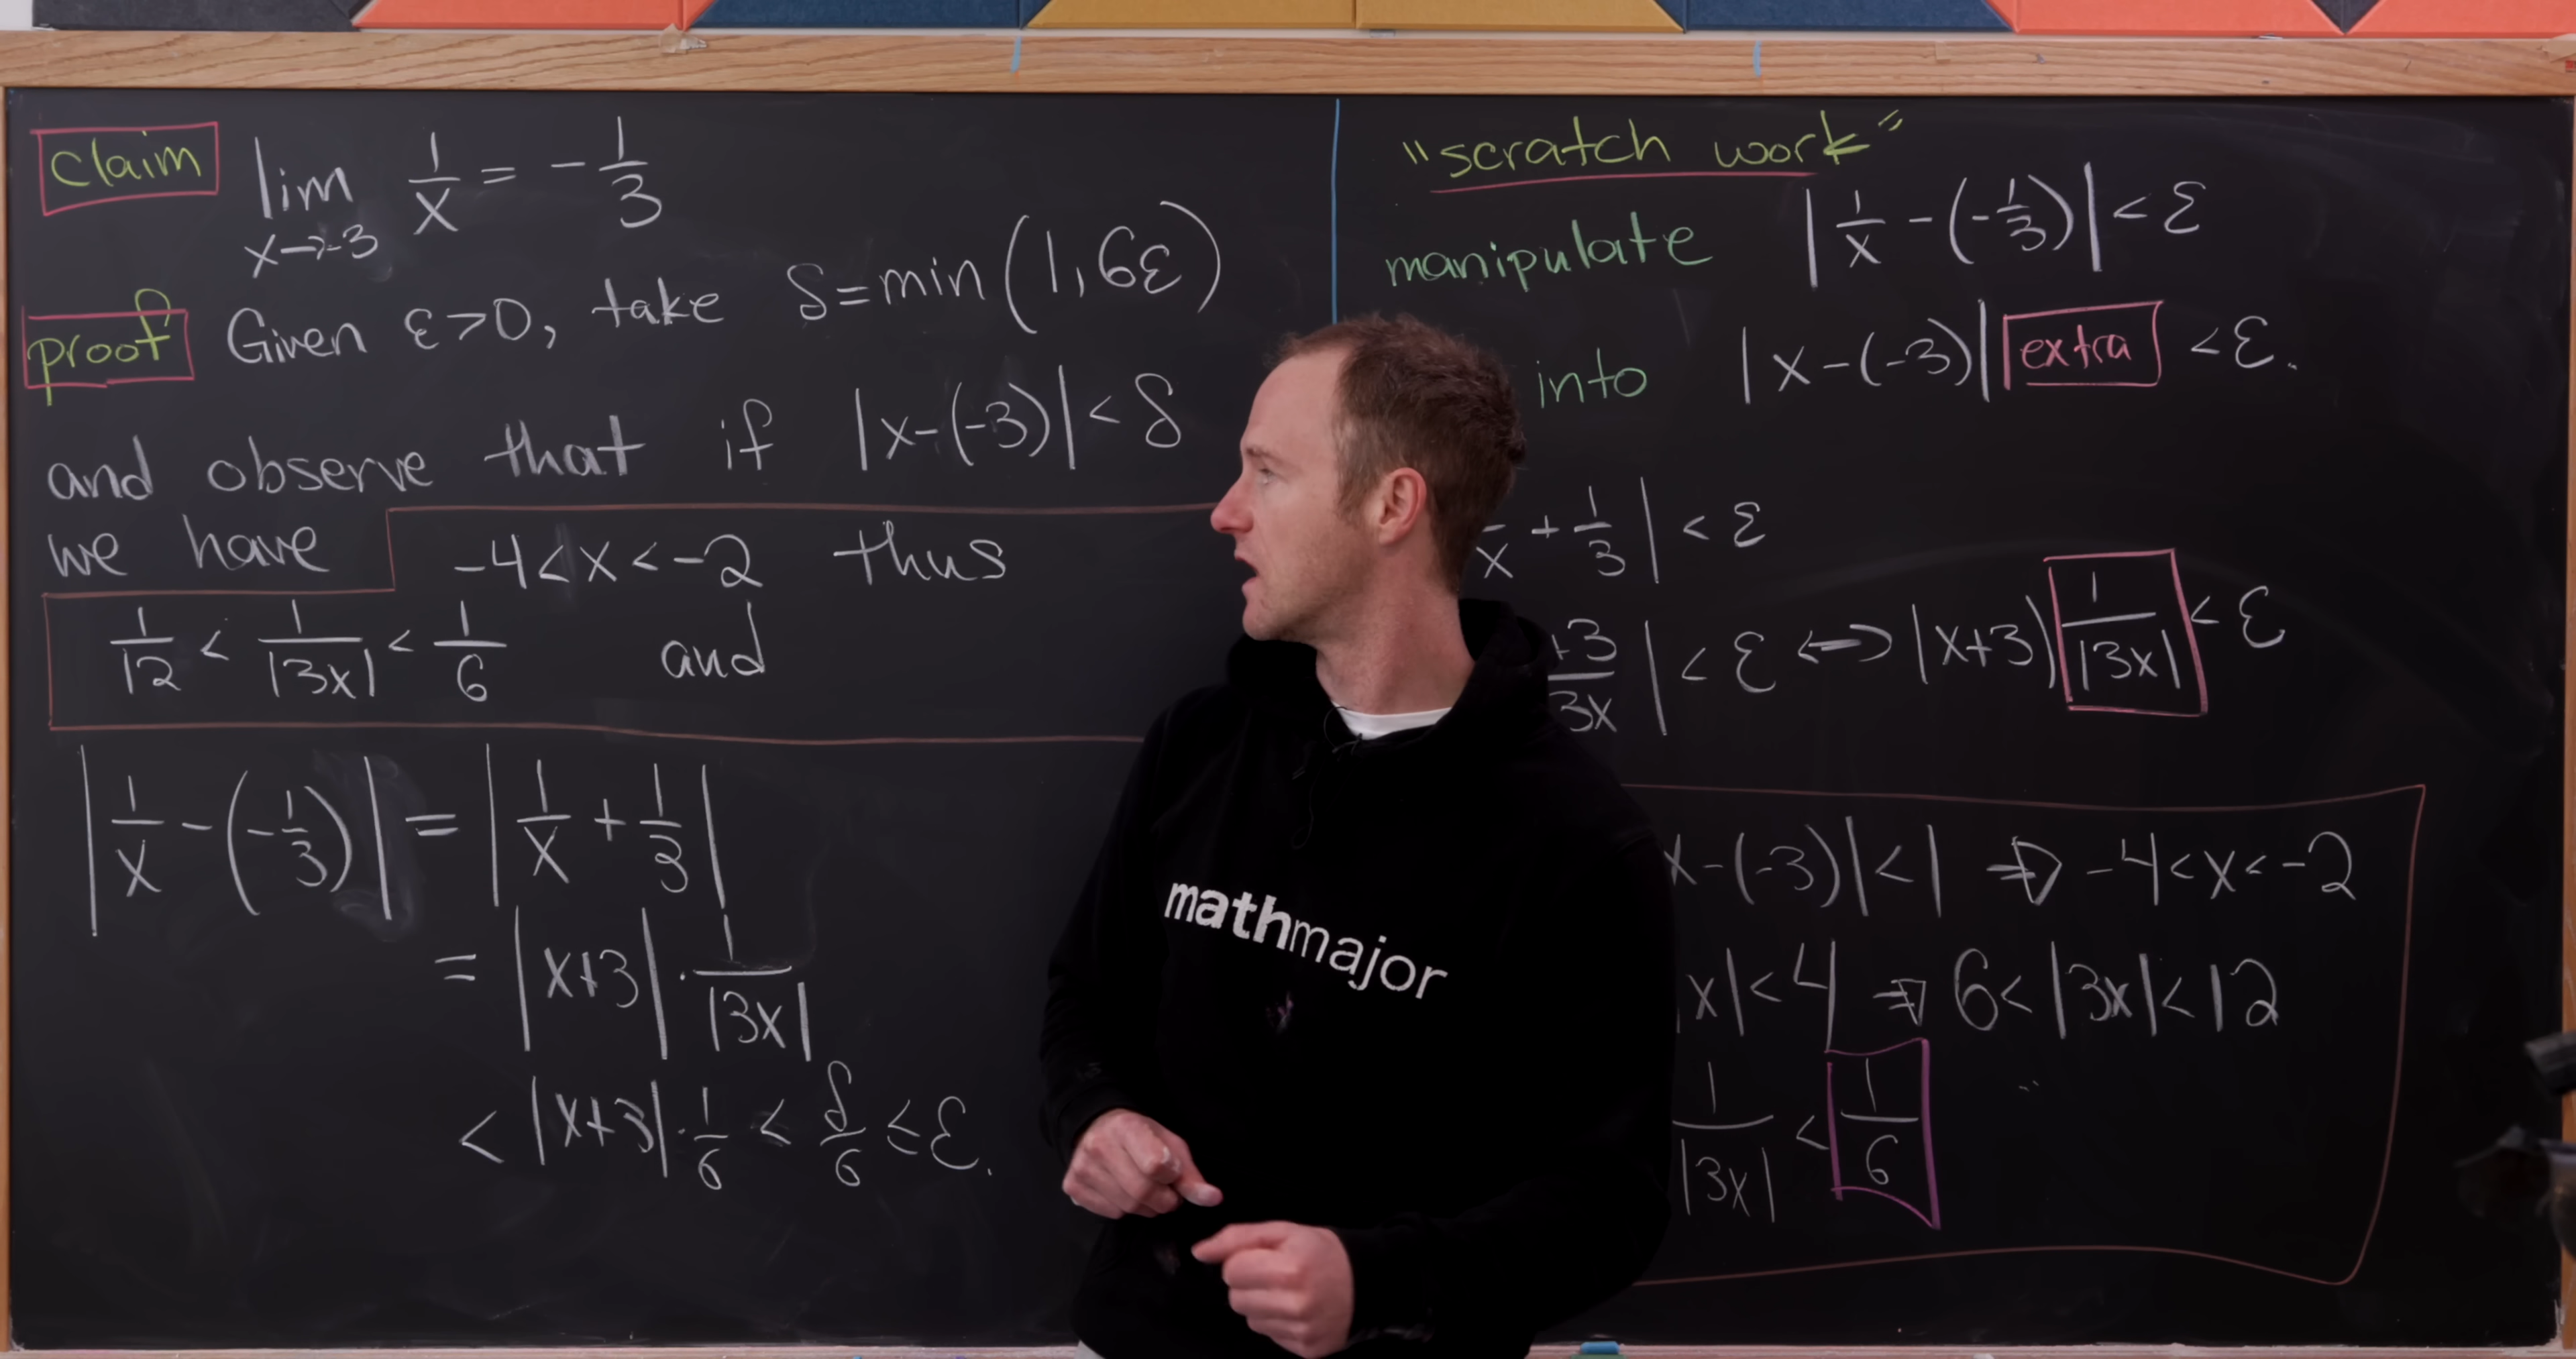 claim lim x→-3 1/x = -1/3
proof Given ε>0, take δ=min(1,6ε)
and observe that if |x-(-3)|<δ
we have -4<x<-2 thus
1/12 < 1/|3x| < 1/6 and
|1/x - (-1/3)| = |1/x + 1/3|
= |x+3| · 1/|3x|
< |x+3| · 1/6 < δ/6 ≤ ε.
"scratch work"
manipulate |1/x - (-1/3)| < ε
into |x-(-3)| extra < ε.
x + 1/3| < ε
+3/3x| < ε ↔ |x+3| 1/|3x| < ε
x-(-3)|<1 ⇒ -4<x<-2
x|<4 ⇒ 6<|3x|<12
1/|3x| < 1/6
mathmajor